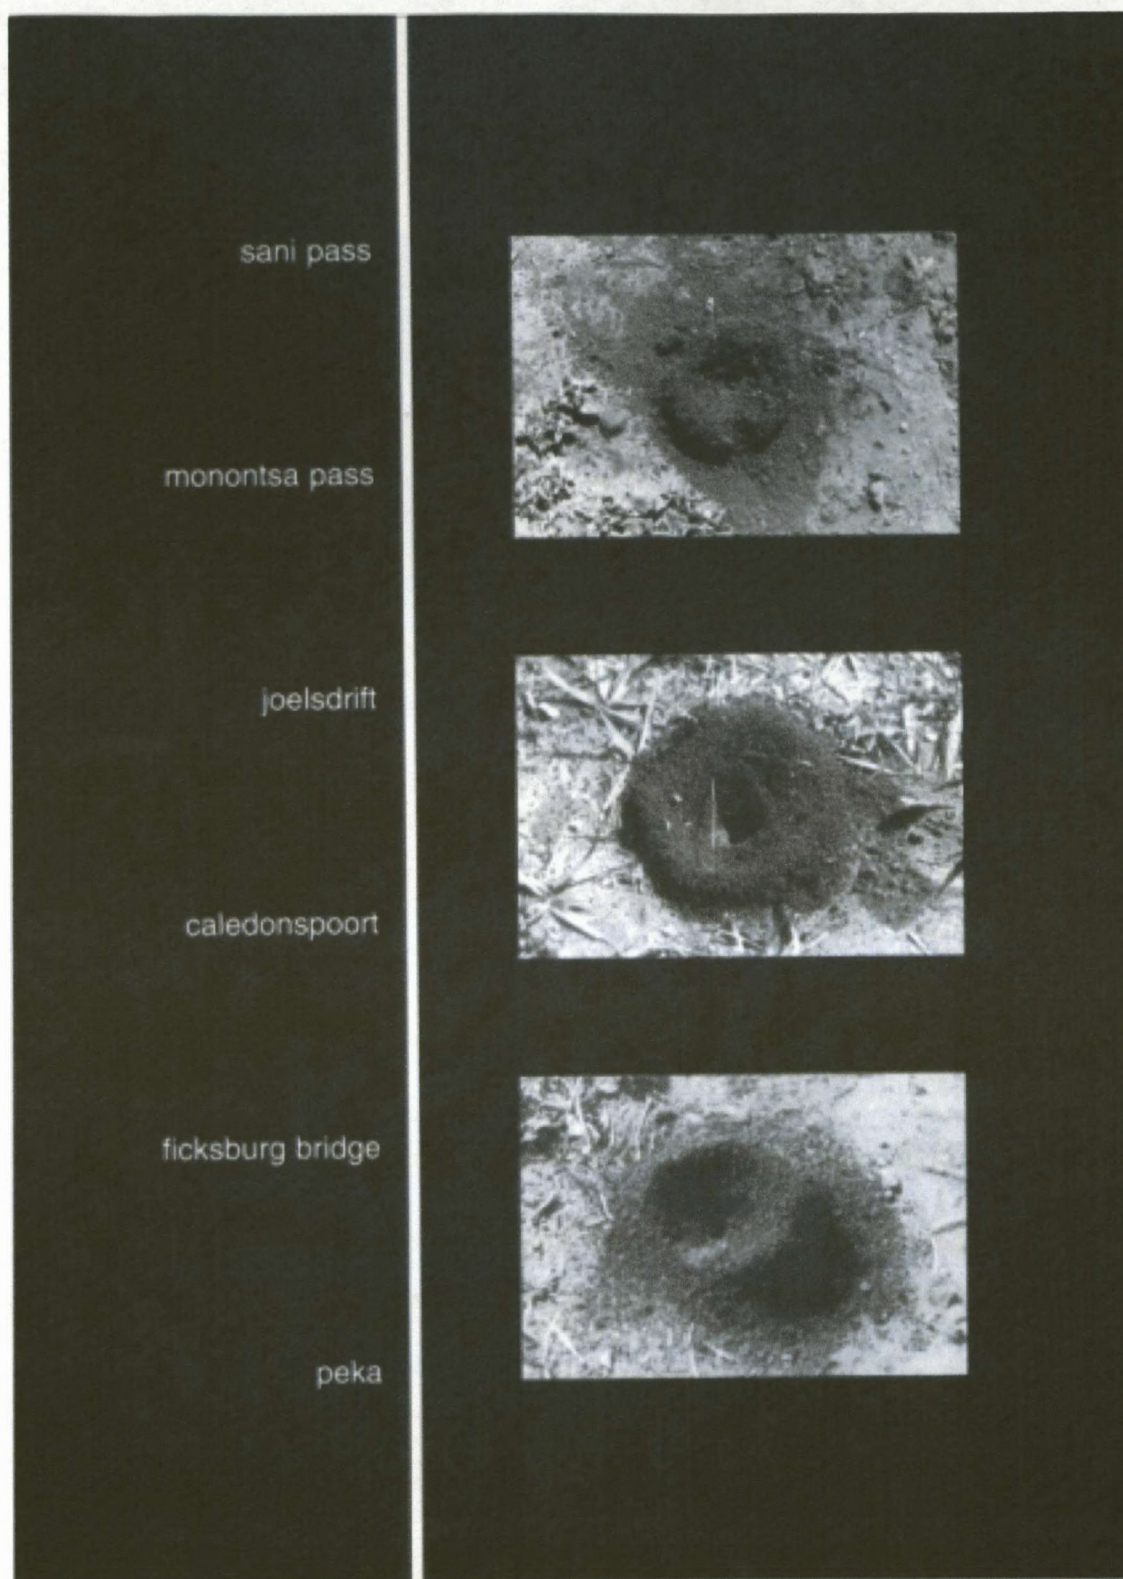 sani pass
monontsa pass
joelsdrift
caledonspoort
ficksburg bridge
peka